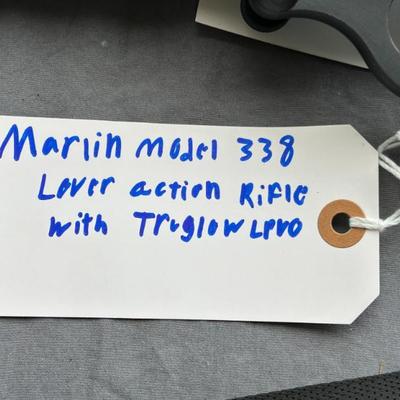 Marlin Model 338
Lever action Rifle
with Truglow LPVO